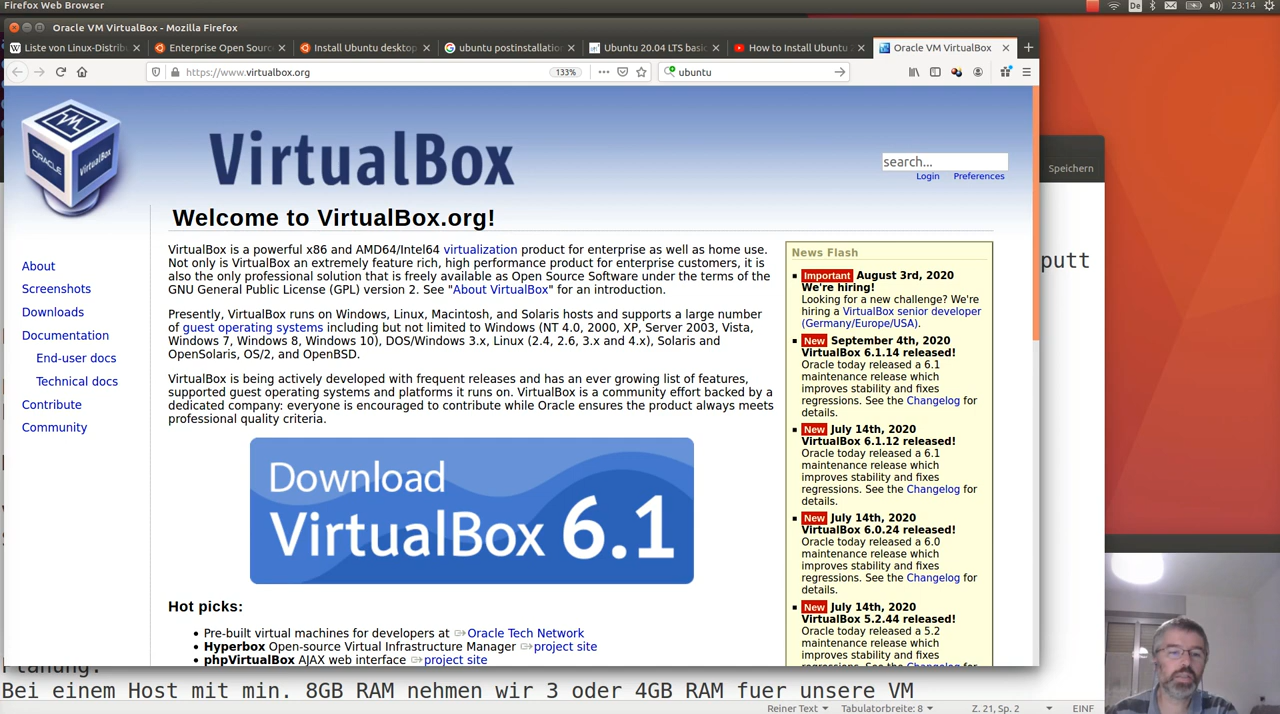 Firefox Web Browser
De
23:14
Oracle VM VirtualBox - Mozilla Firefox
Liste von Linux-Distrib
Enterprise Open Sourc
Install Ubuntu desktop
ubuntu postinstallatio
Ubuntu 20.04 LTS basi
How to Install Ubuntu
Oracle VM VirtualBox
https://www.virtualbox.org
133%
ubuntu
Speichern
putt
ORACLE
VirtualBox
VirtualBox
search...
Login Preferences
Welcome to VirtualBox.org!
About
Screenshots
Downloads
Documentation
End-user docs
Technical docs
Contribute
Community
VirtualBox is a powerful x86 and AMD64/Intel64 virtualization product for enterprise as well as home use.
Not only is VirtualBox an extremely feature rich, high performance product for enterprise customers, it is
also the only professional solution that is freely available as Open Source Software under the terms of the
GNU General Public License (GPL) version 2. See "About VirtualBox" for an introduction.
Presently, VirtualBox runs on Windows, Linux, Macintosh, and Solaris hosts and supports a large number
of guest operating systems including but not limited to Windows (NT 4.0, 2000, XP, Server 2003, Vista,
Windows 7, Windows 8, Windows 10), DOS/Windows 3.x, Linux (2.4, 2.6, 3.x and 4.x), Solaris and
OpenSolaris, OS/2, and OpenBSD.
VirtualBox is being actively developed with frequent releases and has an ever growing list of features,
supported guest operating systems and platforms it runs on. VirtualBox is a community effort backed by a
dedicated company: everyone is encouraged to contribute while Oracle ensures the product always meets
professional quality criteria.
Download
VirtualBox 6.1
Hot picks:
Pre-built virtual machines for developers at Oracle Tech Network
Hyperbox Open-source Virtual Infrastructure Manager project site
phpVirtualBox AJAX web interface project site
News Flash
Important August 3rd, 2020
We're hiring!
Looking for a new challenge? We're
hiring a VirtualBox senior developer
(Germany/Europe/USA).
New September 4th, 2020
VirtualBox 6.1.14 released!
Oracle today released a 6.1
maintenance release which
improves stability and fixes
regressions. See the Changelog for
details.
New July 14th, 2020
VirtualBox 6.1.12 released!
Oracle today released a 6.1
maintenance release which
improves stability and fixes
regressions. See the Changelog for
details.
New July 14th, 2020
VirtualBox 6.0.24 released!
Oracle today released a 6.0
maintenance release which
improves stability and fixes
regressions. See the Changelog for
details.
New July 14th, 2020
VirtualBox 5.2.44 released!
Oracle today released a 5.2
maintenance release which
improves stability and fixes
Planung:
Bei einem Host mit min. 8GB RAM nehmen wir 3 oder 4GB RAM fuer unsere VM
Reiner Text Tabulatorbreite: 8 Z. 21, Sp. 2 EINF